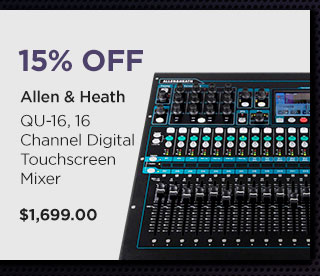 15% OFF
Allen & Heath
QU-16, 16
Channel Digital
Touchscreen
Mixer
$1,699.00
ALLEN&HEATH